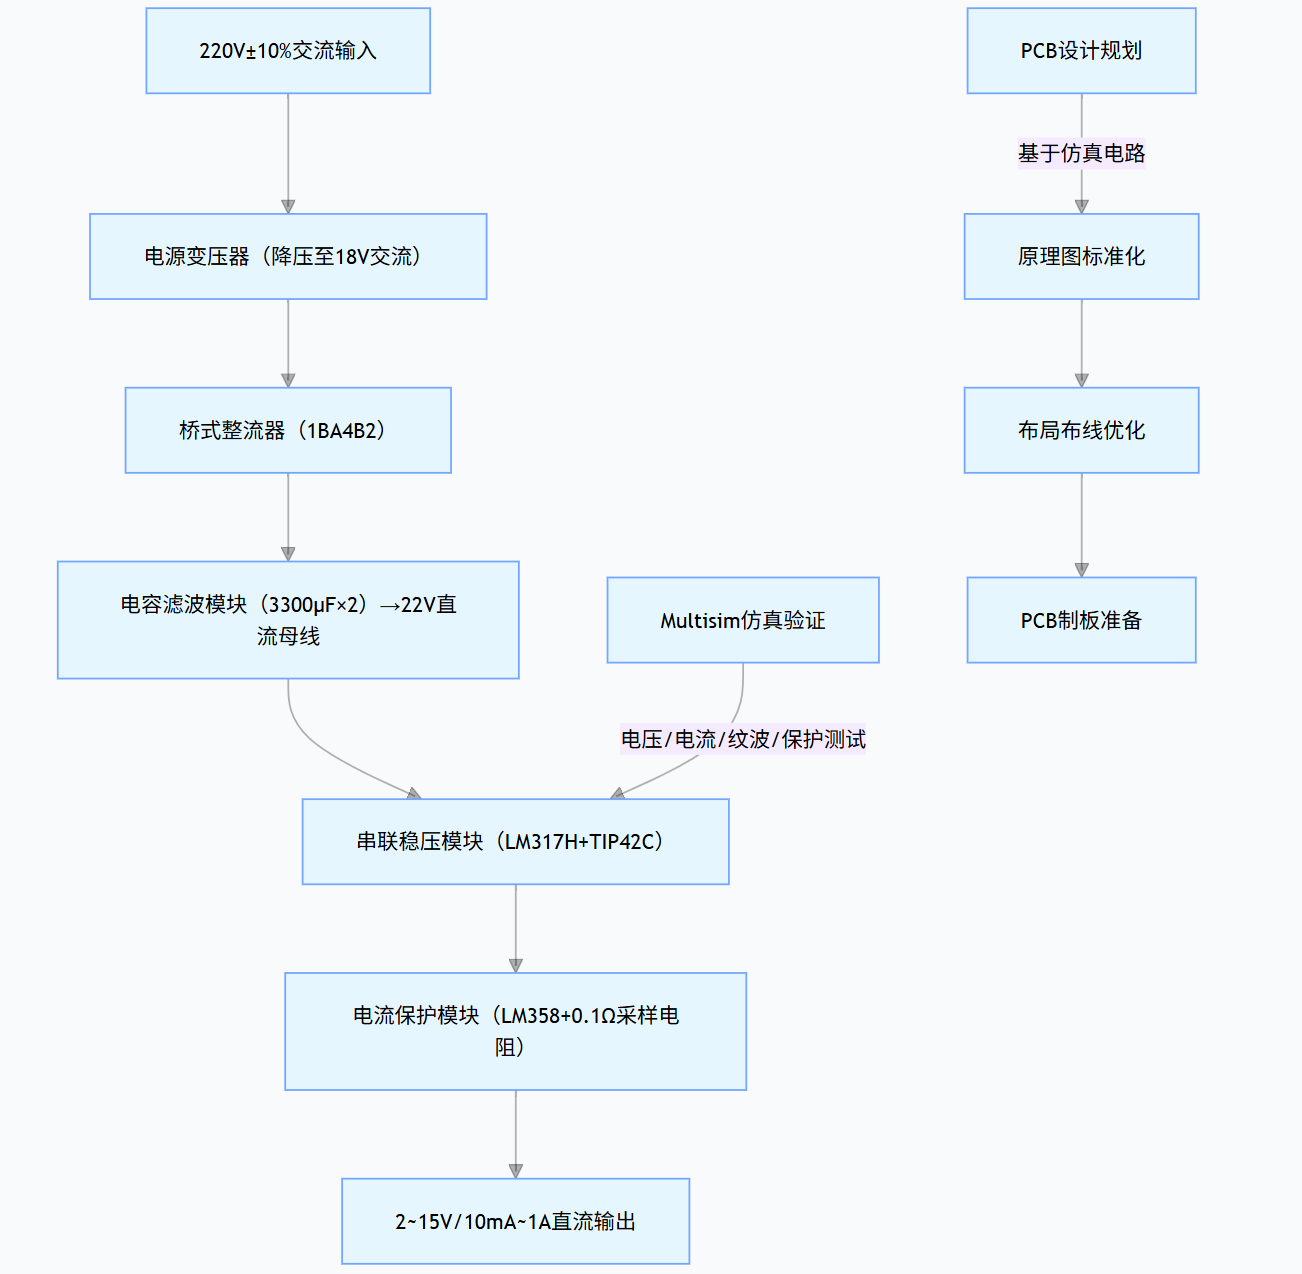 220V±10%交流输入
电源变压器（降压至18V交流）
桥式整流器（1BA4B2）
电容滤波模块（3300μF×2）→22V直
流母线
Multisim仿真验证
电压/电流/纹波/保护测试
串联稳压模块（LM317H+TIP42C）
电流保护模块（LM358+0.1Ω采样电
阻）
2~15V/10mA~1A直流输出
PCB设计规划
基于仿真电路
原理图标准化
布局布线优化
PCB制板准备